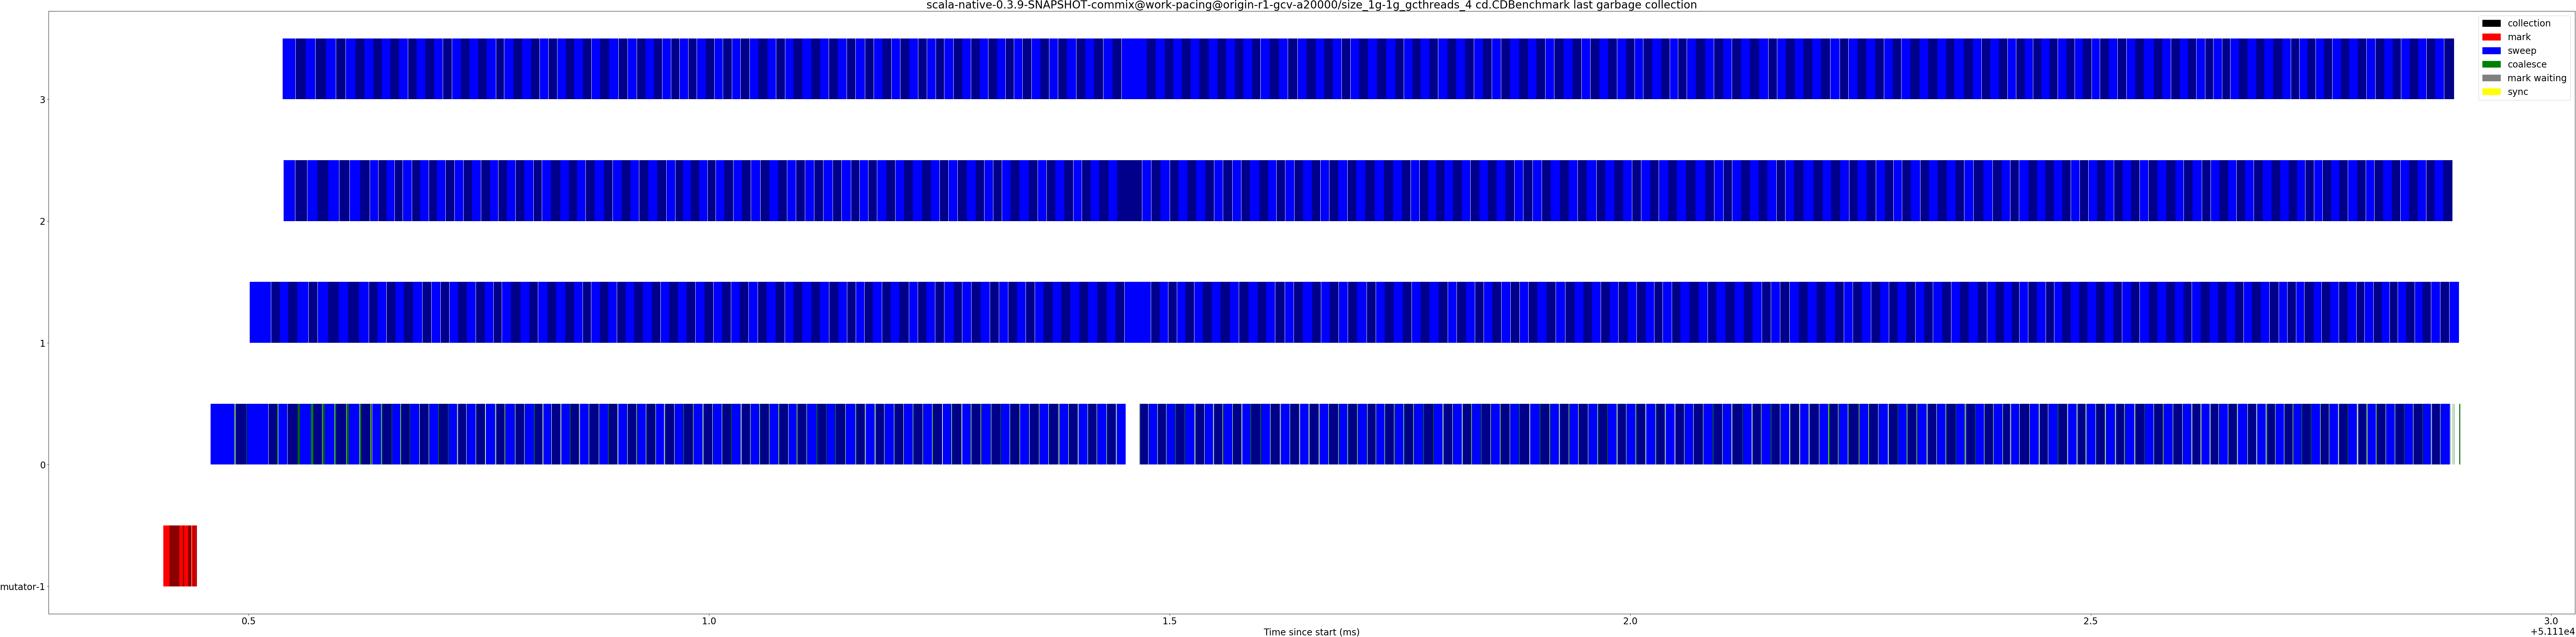 scala-native-0.3.9-SNAPSHOT-commix@work-pacing@origin-r1-gcv-a20000/size_1g-1g_gcthreads_4 cd.CDBenchmark last garbage collection
collection
mark
sweep
coalesce
mark waiting
sync
3
2
1
0
mutator-1
0.5 1.0 1.5 2.0 2.5 3.0
Time since start (ms)
+5.111e4